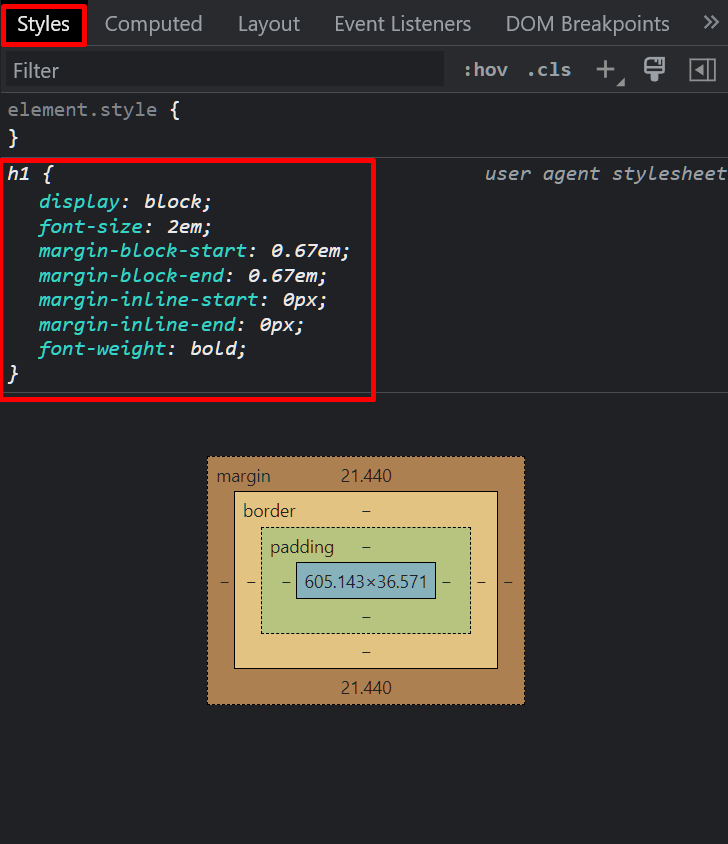 Styles Computed Layout Event Listeners DOM Breakpoints »
Filter :hov .cls +
element.style {
}
h1 { user agent stylesheet
display: block;
font-size: 2em;
margin-block-start: 0.67em;
margin-block-end: 0.67em;
margin-inline-start: 0px;
margin-inline-end: 0px;
font-weight: bold;
}
margin 21.440
border –
padding –
– – – 605.143×36.571 – – –
–
–
21.440